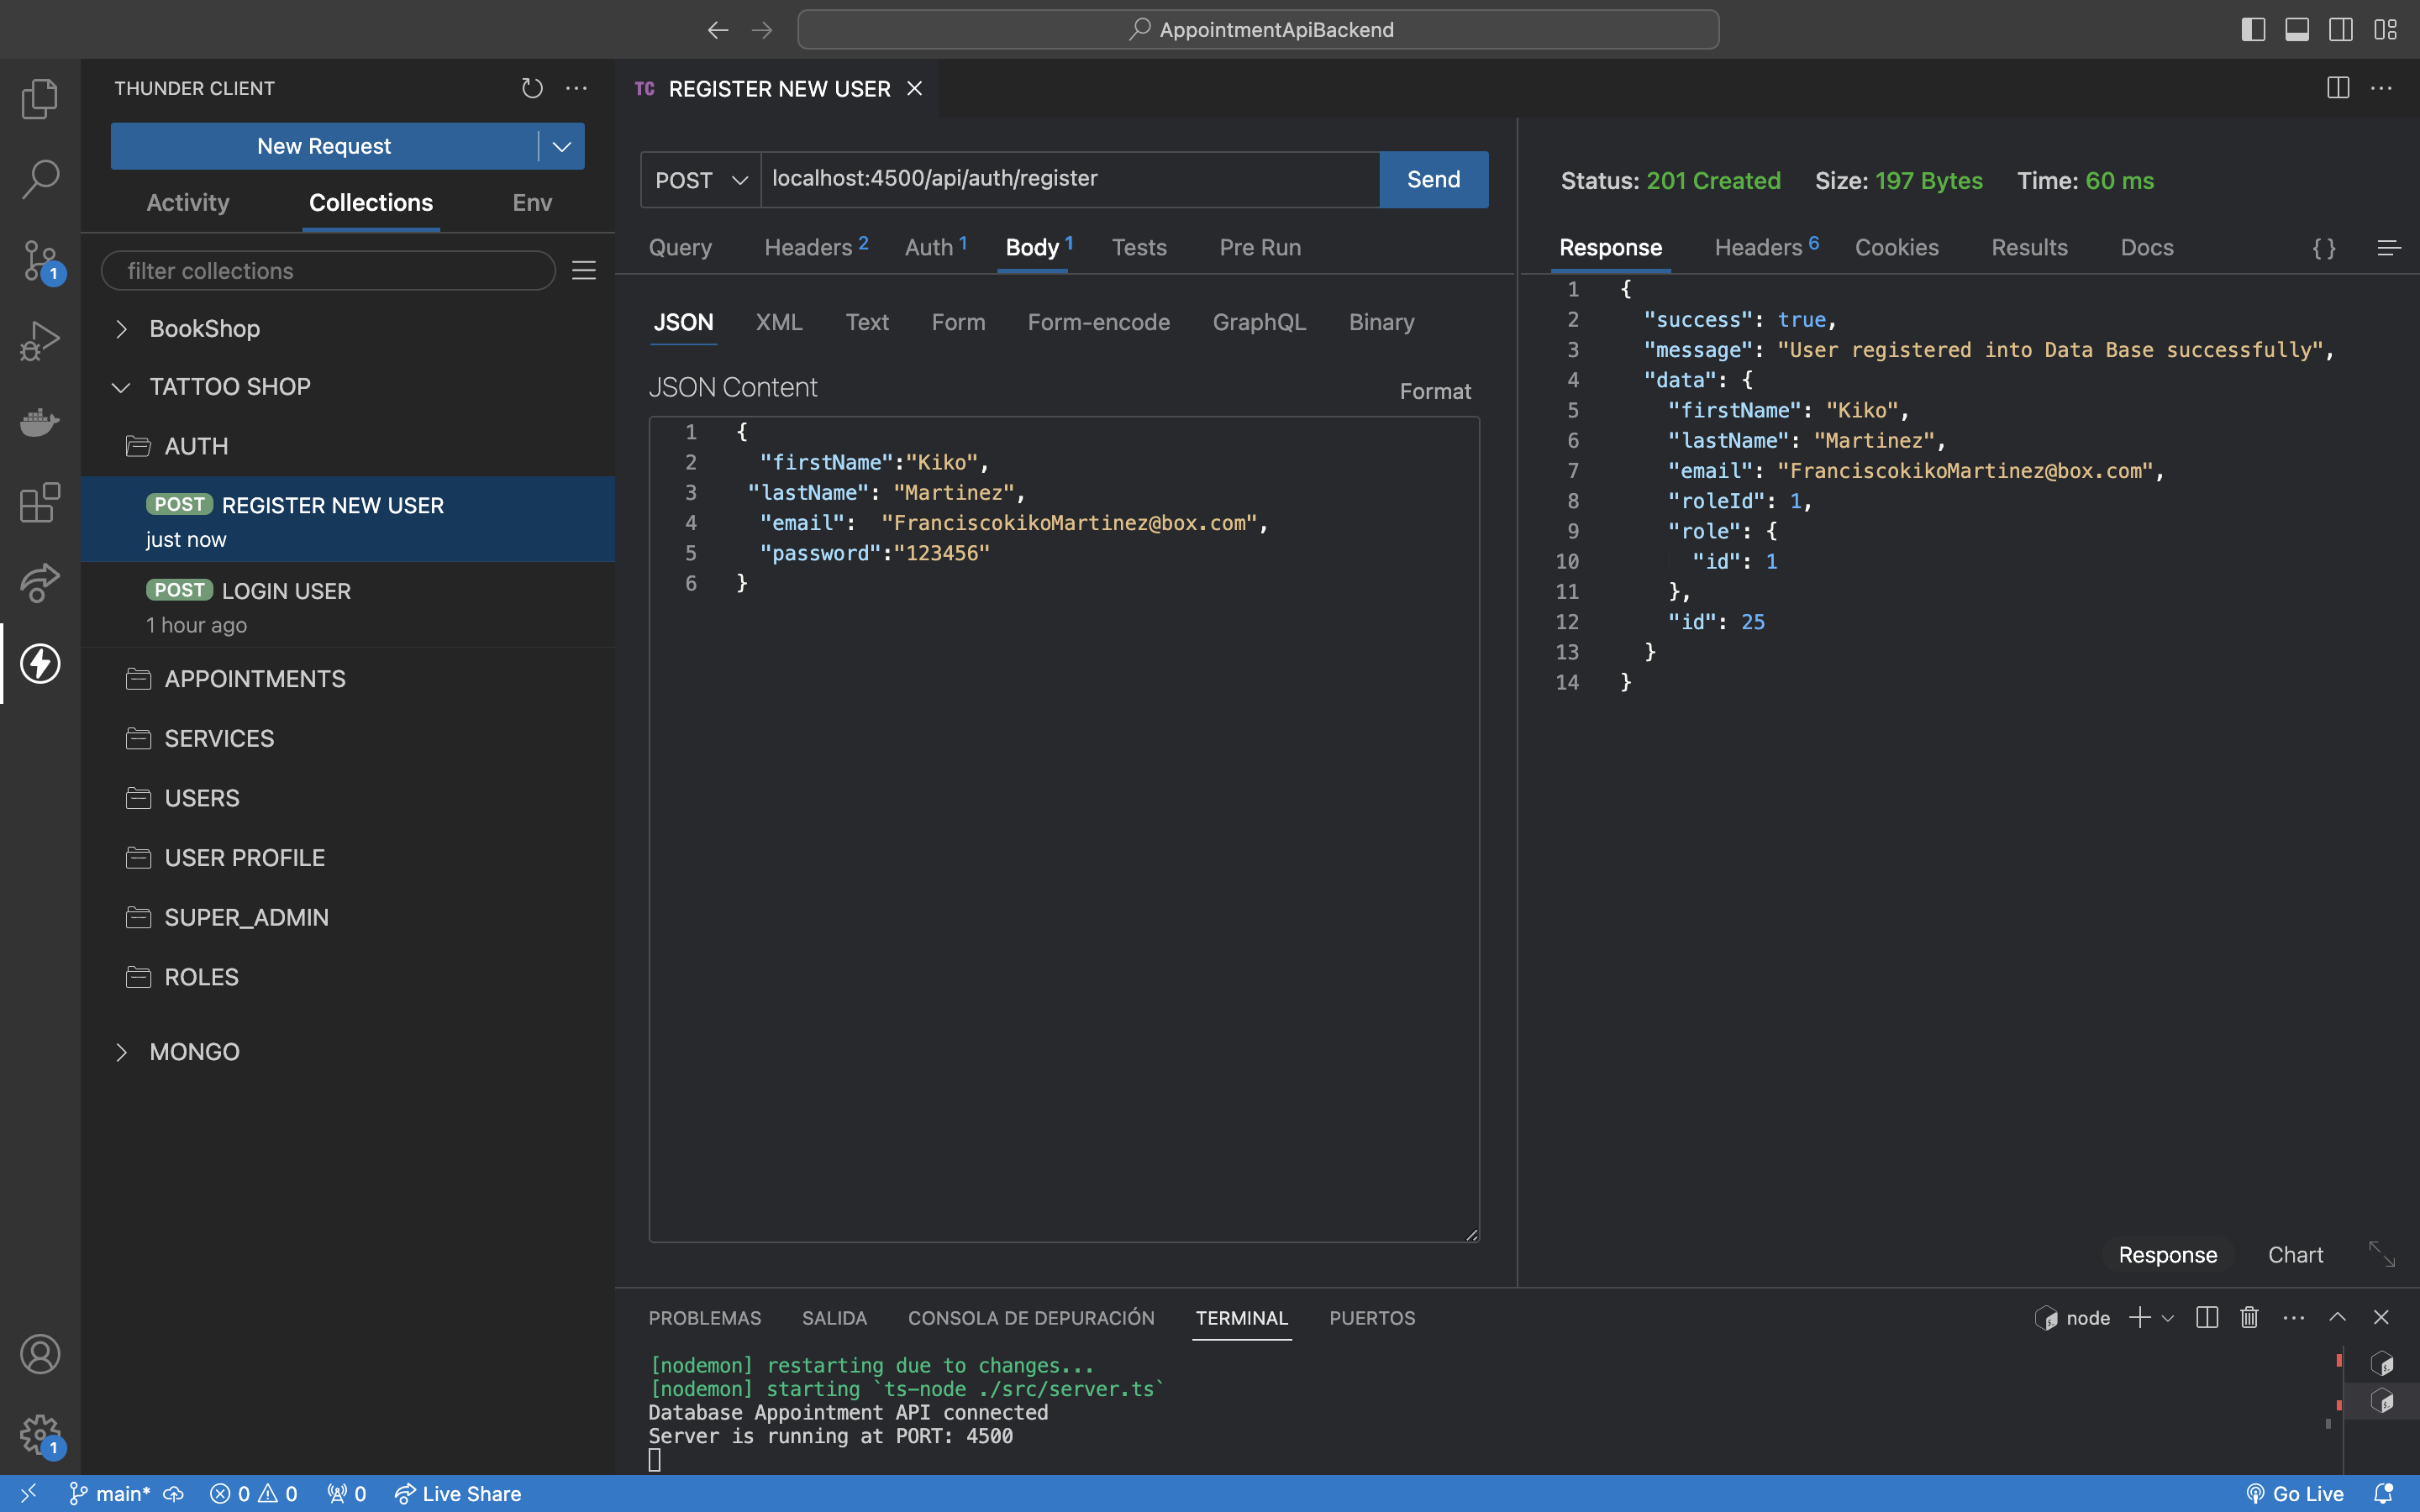 AppointmentApiBackend
THUNDER CLIENT
New Request
Activity Collections Env
filter collections
BookShop
TATTOO SHOP
AUTH
POST REGISTER NEW USER
just now
POST LOGIN USER
1 hour ago
APPOINTMENTS
SERVICES
USERS
USER PROFILE
SUPER_ADMIN
ROLES
MONGO
1
1
TC REGISTER NEW USER
POST localhost:4500/api/auth/register Send
Query Headers 2 Auth 1 Body 1 Tests Pre Run
JSON XML Text Form Form-encode GraphQL Binary
JSON Content Format
1 {
2 "firstName":"Kiko",
3 "lastName": "Martinez",
4 "email":  "FranciscokikoMartinez@box.com",
5 "password":"123456"
6 }
Status: 201 Created Size: 197 Bytes Time: 60 ms
Response Headers 6 Cookies Results Docs { }
1 {
2 "success": true,
3 "message": "User registered into Data Base successfully",
4 "data": {
5 "firstName": "Kiko",
6 "lastName": "Martinez",
7 "email": "FranciscokikoMartinez@box.com",
8 "roleId": 1,
9 "role": {
10 "id": 1
11 },
12 "id": 25
13 }
14 }
Response Chart
PROBLEMAS SALIDA CONSOLA DE DEPURACIÓN TERMINAL PUERTOS node
[nodemon] restarting due to changes...
[nodemon] starting `ts-node ./src/server.ts`
Database Appointment API connected
Server is running at PORT: 4500
main* 0 0 0 Live Share Go Live